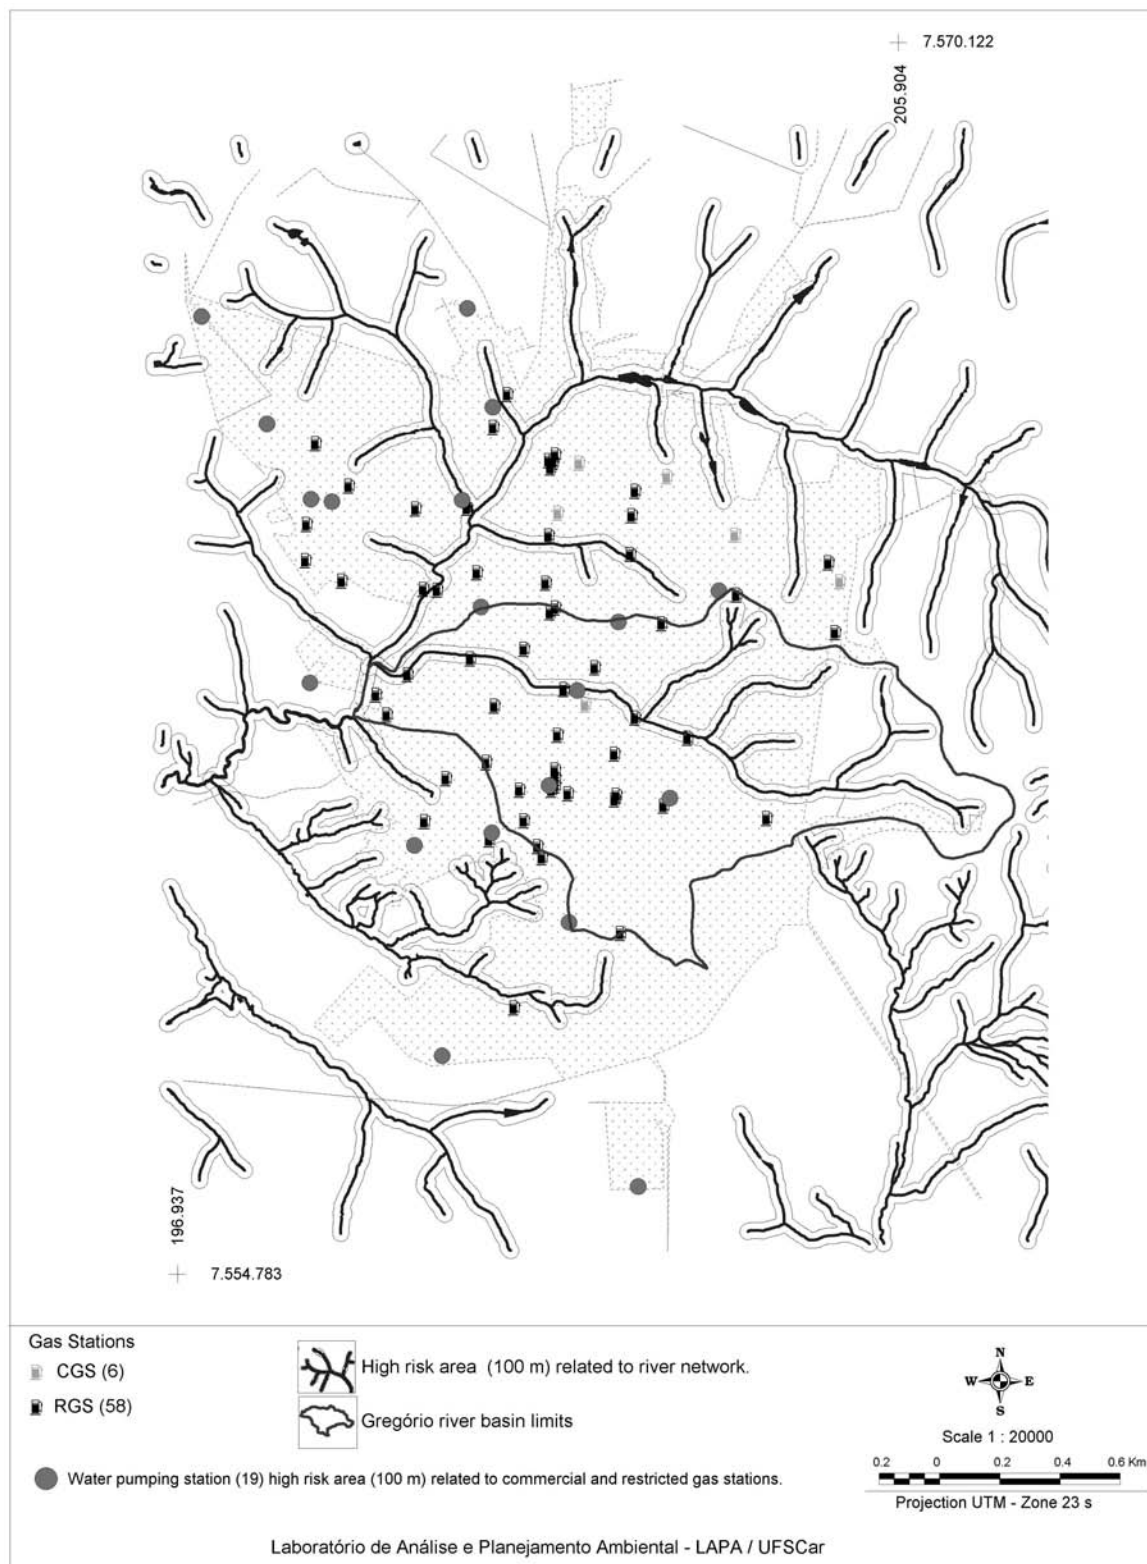 7.570.122
205.904
196.937
7.554.783
Gas Stations
CGS (6)
RGS (58)
High risk area (100 m) related to river network.
Gregório river basin limits
Water pumping station (19) high risk area (100 m) related to commercial and restricted gas stations.
N
W E
S
Scale 1 : 20000
0.2 0 0.2 0.4 0.6 Km
Projection UTM - Zone 23 s
Laboratório de Análise e Planejamento Ambiental - LAPA / UFSCar